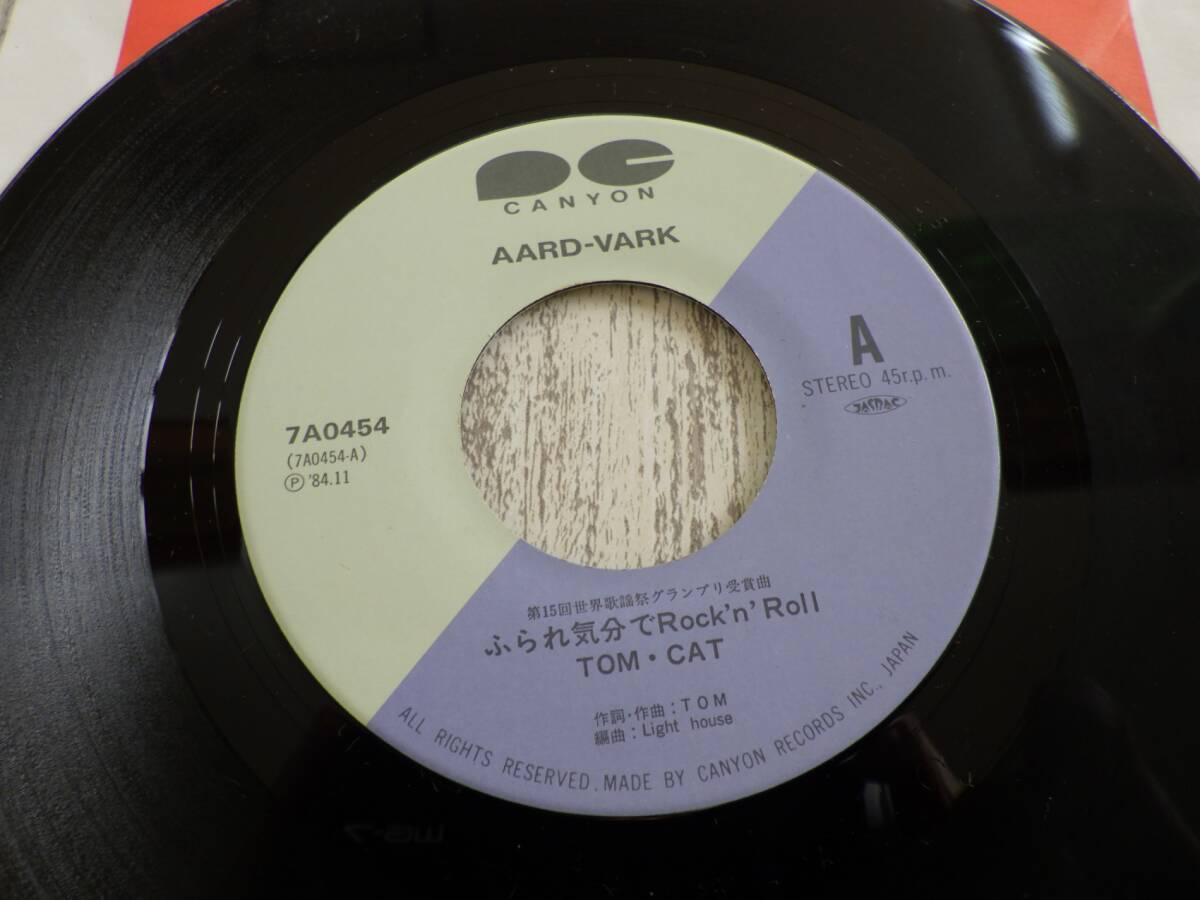 CANYON
AARD-VARK
A
STEREO 45r.p.m.
JASRAC
7A0454
(7A0454-A)
Ⓟ '84.11
第15回世界歌謡祭グランプリ受賞曲
ふられ気分でRock'n' Roll
TOM・CAT
作詞・作曲:TOM
編曲:Light house
ALL RIGHTS RESERVED. MADE BY CANYON RECORDS INC., JAPAN